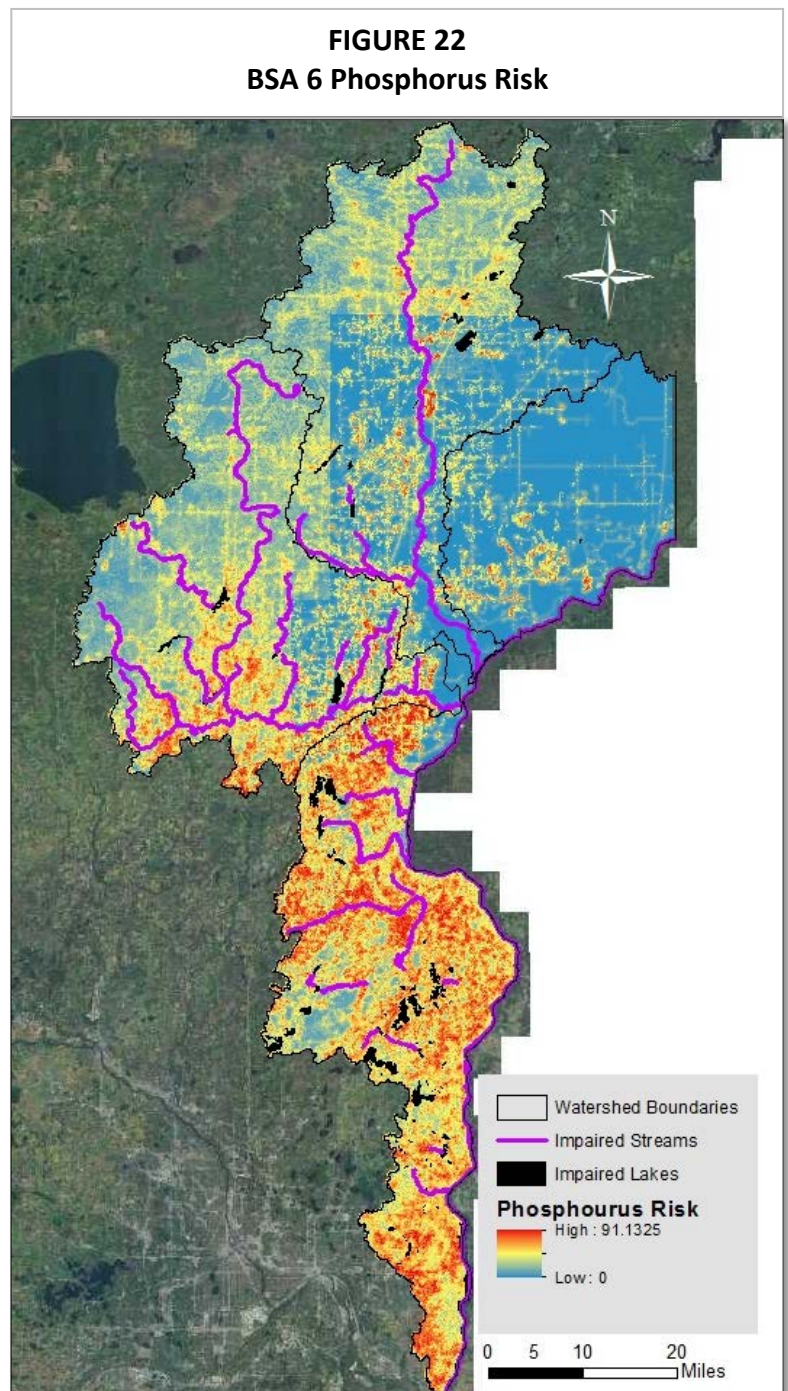 FIGURE 22
BSA 6 Phosphorus Risk
N
Watershed Boundaries
Impaired Streams
Impaired Lakes
Phosphourus Risk
High : 91.1325
Low : 0
0 5 10 20
Miles